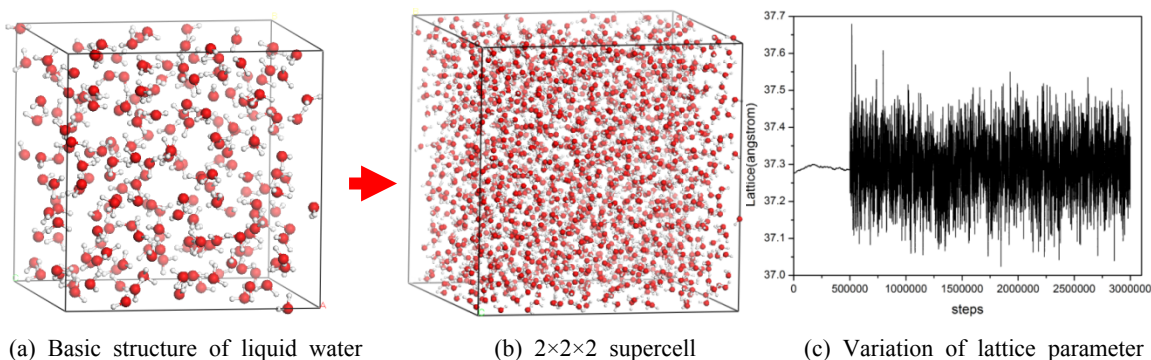 37.7
37.6
37.5
37.4
37.3
37.2
37.1
37.0
Lattice(angstrom)
0 500000 1000000 1500000 2000000 2500000 3000000
steps
(a) Basic structure of liquid water (b) 2×2×2 supercell (c) Variation of lattice parameter